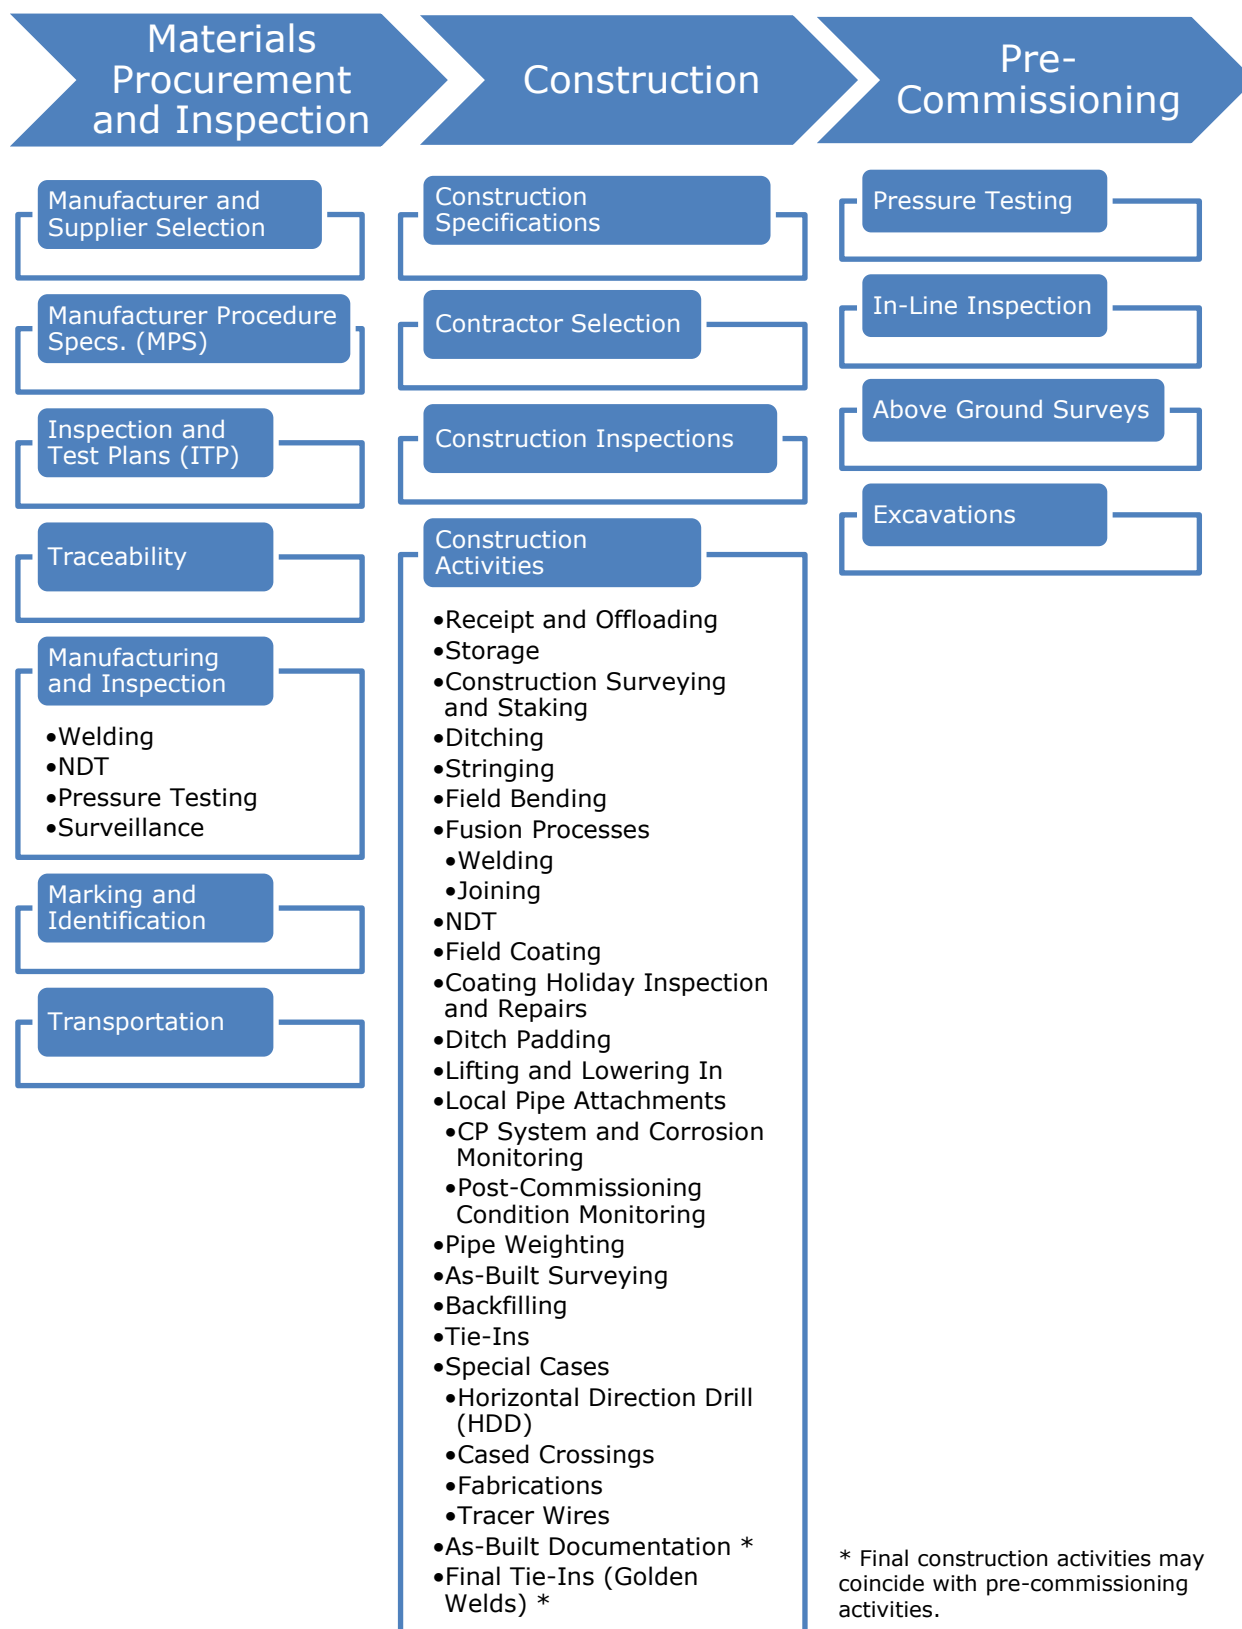 Materials
Procurement
and Inspection
Manufacturer and
Supplier Selection
Manufacturer Procedure
Specs. (MPS)
Inspection and
Test Plans (ITP)
Traceability
Manufacturing
and Inspection
•Welding
•NDT
•Pressure Testing
•Surveillance
Marking and
Identification
Transportation
Construction
Construction
Specifications
Contractor Selection
Construction Inspections
Construction
Activities
•Receipt and Offloading
•Storage
•Construction Surveying
and Staking
•Ditching
•Stringing
•Field Bending
•Fusion Processes
•Welding
•Joining
•NDT
•Field Coating
•Coating Holiday Inspection
and Repairs
•Ditch Padding
•Lifting and Lowering In
•Local Pipe Attachments
•CP System and Corrosion
Monitoring
•Post-Commissioning
Condition Monitoring
•Pipe Weighting
•As-Built Surveying
•Backfilling
•Tie-Ins
•Special Cases
•Horizontal Direction Drill
(HDD)
•Cased Crossings
•Fabrications
•Tracer Wires
•As-Built Documentation *
•Final Tie-Ins (Golden
Welds) *
Pre-
Commissioning
Pressure Testing
In-Line Inspection
Above Ground Surveys
Excavations
* Final construction activities may
coincide with pre-commissioning
activities.